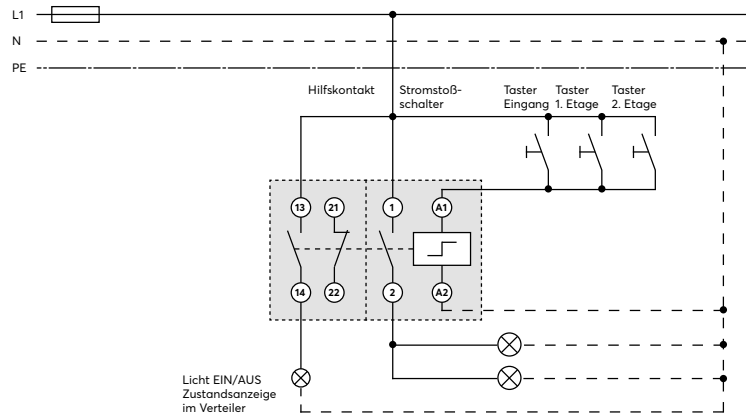 L1
N
PE
Hilfskontakt
Stromstoß-
schalter
Taster
Eingang
Taster
1. Etage
Taster
2. Etage
13
21
1
A1
14
22
2
A2
Licht EIN/AUS
Zustandsanzeige
im Verteiler